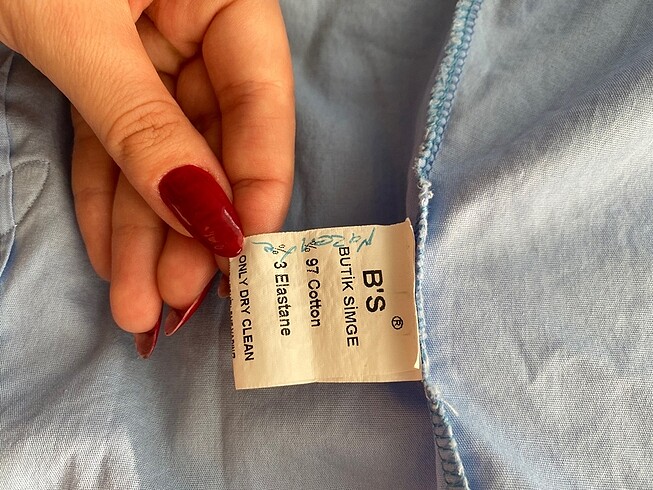 B'S ®
BUTİK SİMGE
% 97 Cotton
% 3 Elastane
ONLY DRY CLEAN